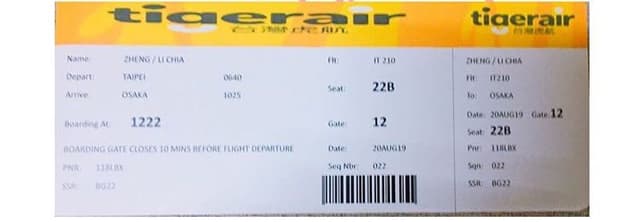 tigerair tigerair
台灣虎航 台灣虎航
Name: ZHENG / LI CHIA Flt: IT 210 ZHENG / LI CHIA
Depart: TAIPEI 0640 Seat: 22B Flt: IT210
Arrive: OSAKA 1025 To: OSAKA
Boarding At: 1222 Gate: 12 Date: 20AUG19 Gate: 12
Seat: 22B
BOARDING GATE CLOSES 10 MINS BEFORE FLIGHT DEPARTURE Date: 20AUG19 Pnr: 118LBX
PNR: 118LBX Seq Nbr: 022 Sqn: 022
SSR: BG22 SSR: BG22